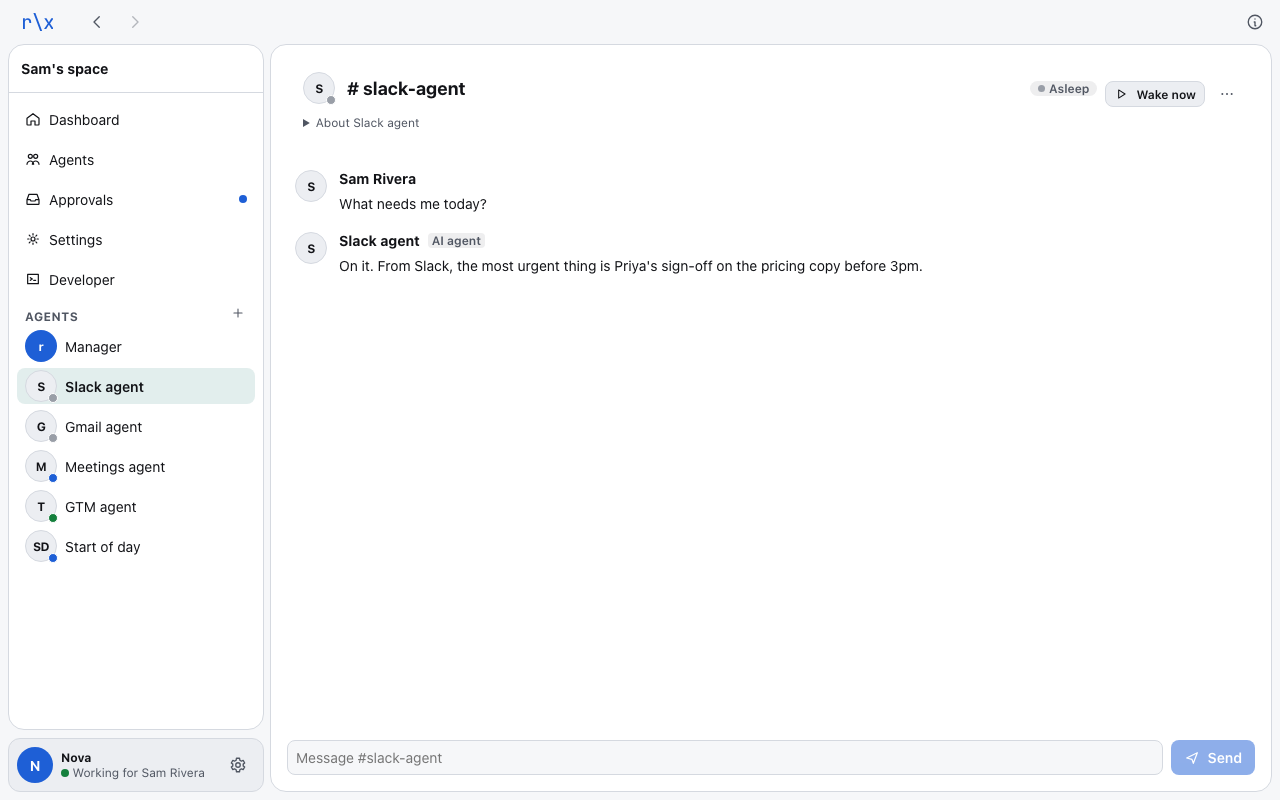 r\x
Sam's space
Dashboard
Agents
Approvals
Settings
Developer
AGENTS
r Manager
S Slack agent
G Gmail agent
M Meetings agent
T GTM agent
SD Start of day
N Nova
Working for Sam Rivera
S # slack-agent
Asleep
Wake now
About Slack agent
S Sam Rivera
What needs me today?
S Slack agent AI agent
On it. From Slack, the most urgent thing is Priya's sign-off on the pricing copy before 3pm.
Message #slack-agent
Send